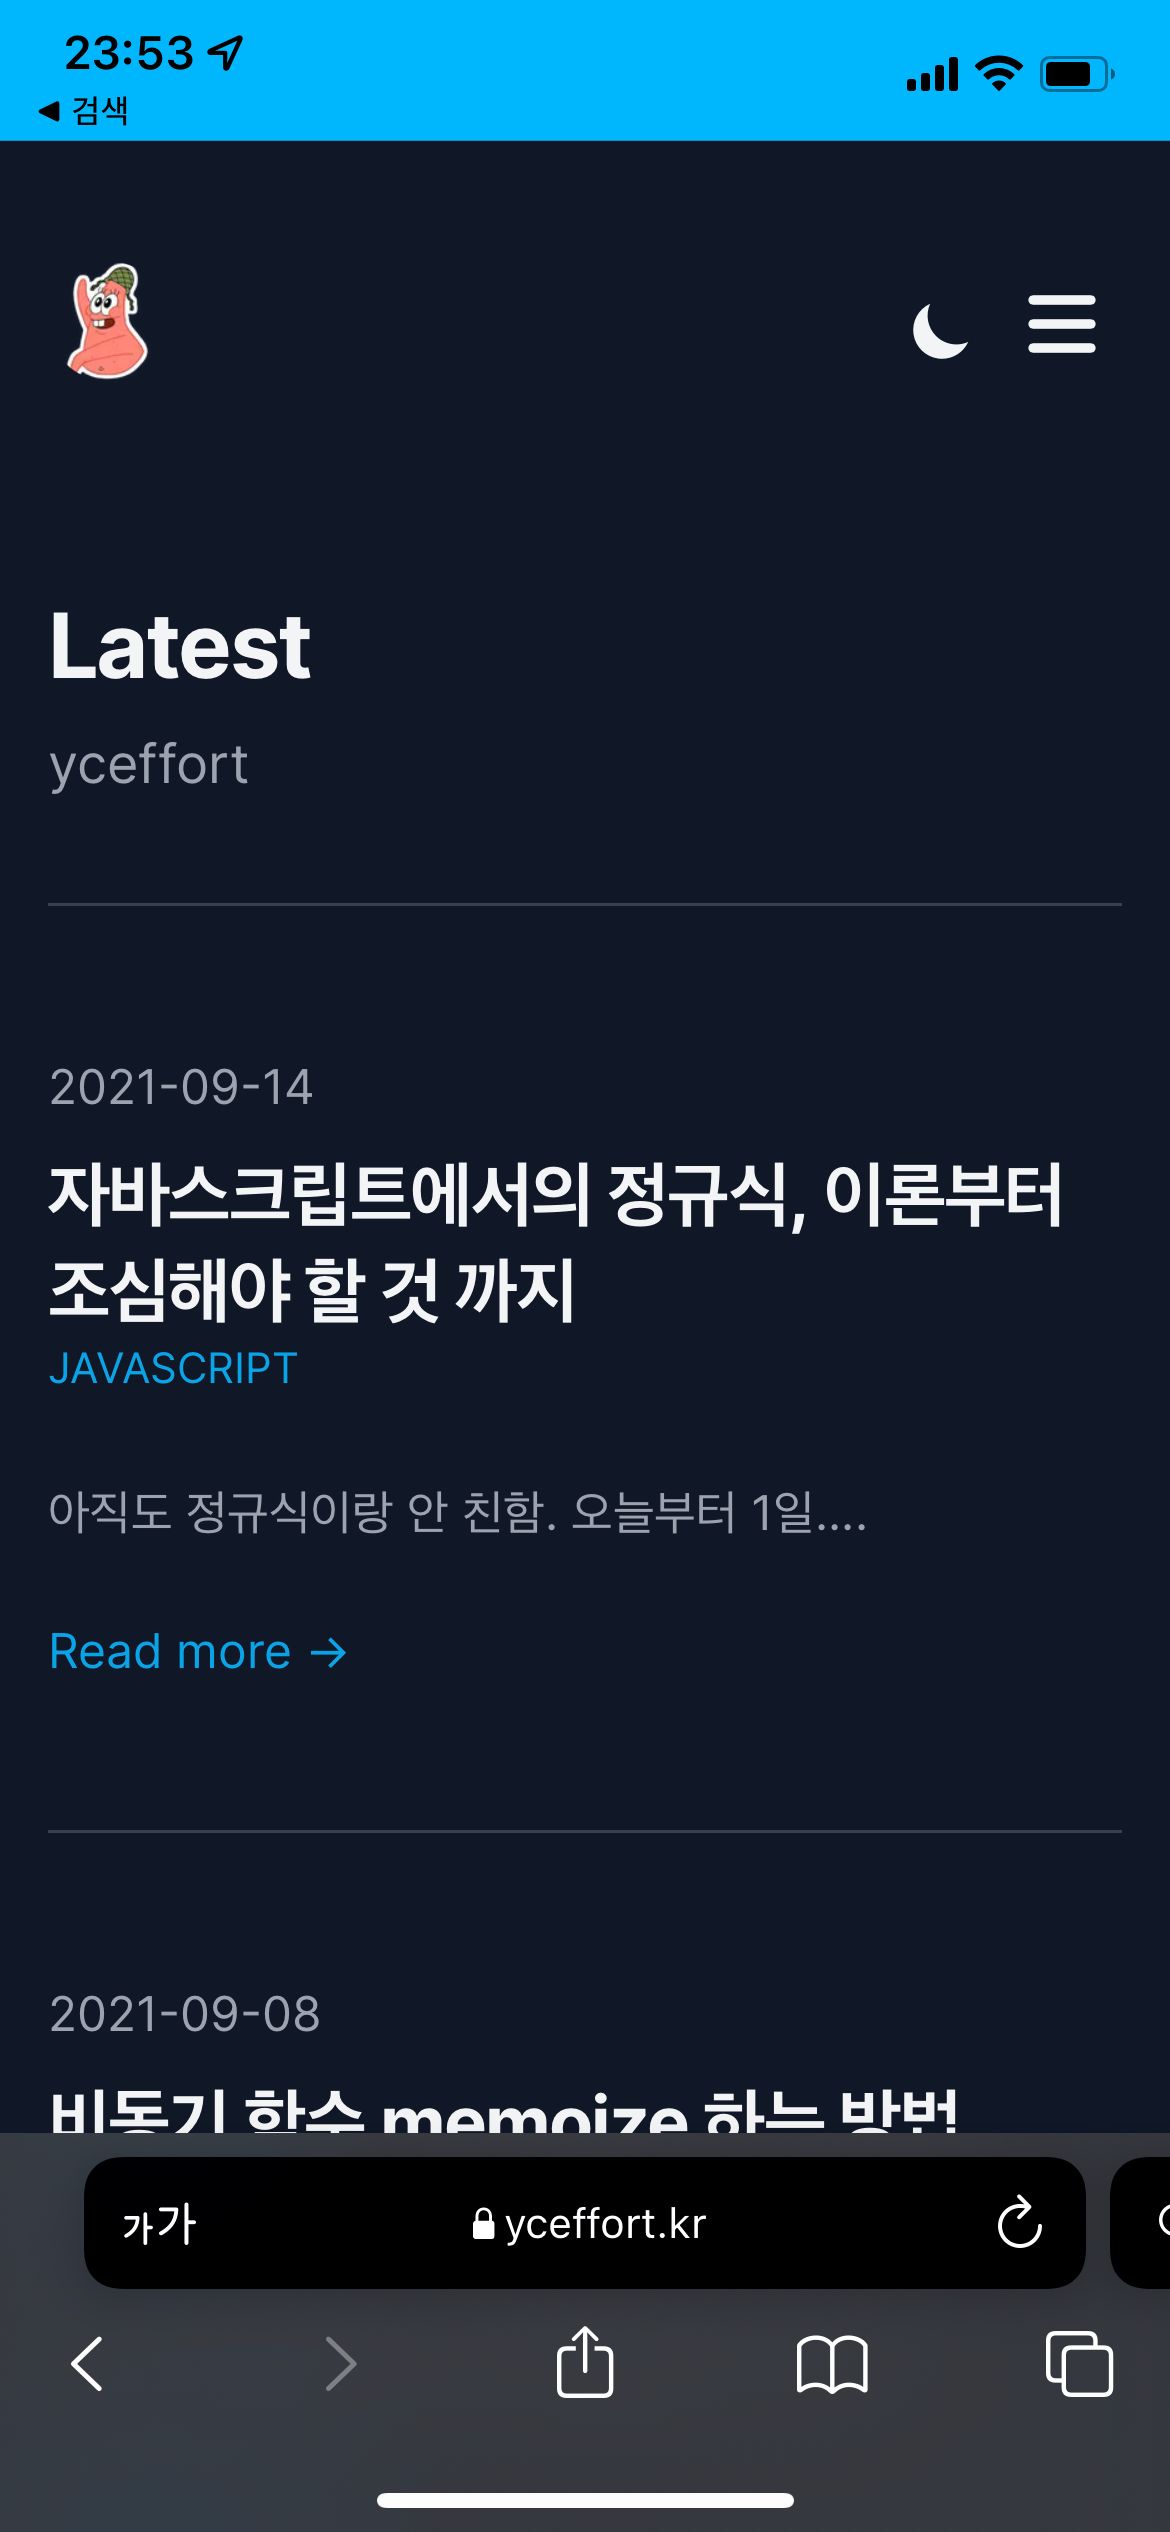 23:53
◀ 검색
Latest
yceffort
2021-09-14
자바스크립트에서의 정규식, 이론부터
조심해야 할 것 까지
JAVASCRIPT
아직도 정규식이랑 안 친함. 오늘부터 1일....
Read more →
2021-09-08
비동기 함수 memoize 하는 방법
가가 yceffort.kr